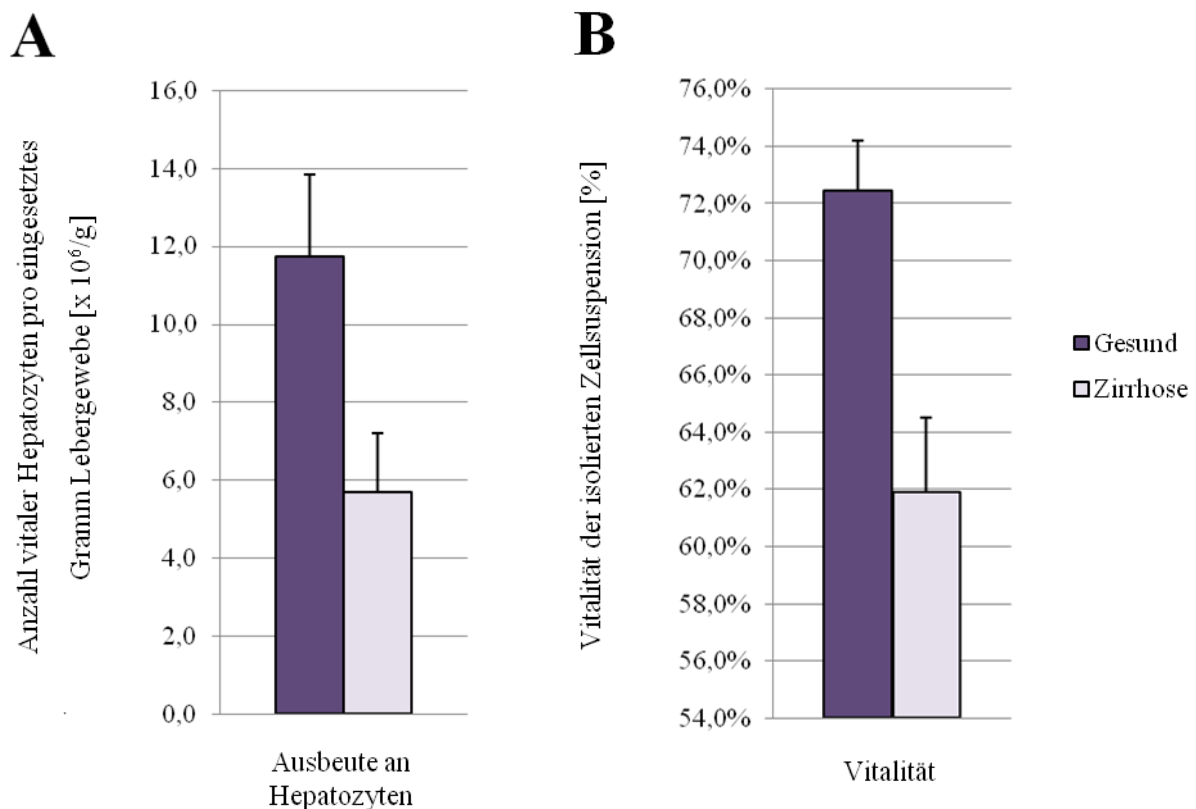 A
Anzahl vitaler Hepatozyten pro eingesetztes
Gramm Lebergewebe [x 10⁶/g]
16,0
14,0
12,0
10,0
8,0
6,0
4,0
2,0
0,0
Ausbeute an
Hepatozyten
B
Vitalität der isolierten Zellsuspension [%]
76,0%
74,0%
72,0%
70,0%
68,0%
66,0%
64,0%
62,0%
60,0%
58,0%
56,0%
54,0%
Vitalität
Gesund
Zirrhose